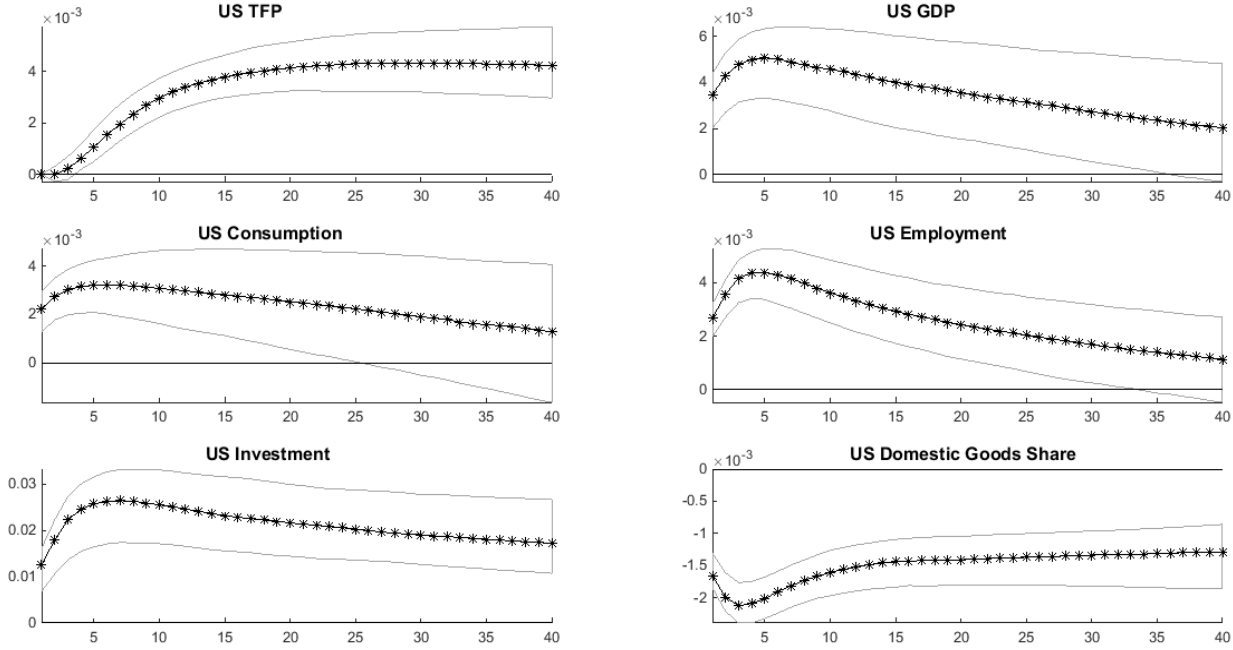 US TFP
×10⁻³
4
2
0
5 10 15 20 25 30 35 40
US GDP
×10⁻³
6
4
2
0
5 10 15 20 25 30 35 40
US Consumption
×10⁻³
4
2
0
5 10 15 20 25 30 35 40
US Employment
×10⁻³
4
2
0
5 10 15 20 25 30 35 40
US Investment
0.03
0.02
0.01
0
5 10 15 20 25 30 35 40
US Domestic Goods Share
×10⁻³
0
-0.5
-1
-1.5
-2
5 10 15 20 25 30 35 40